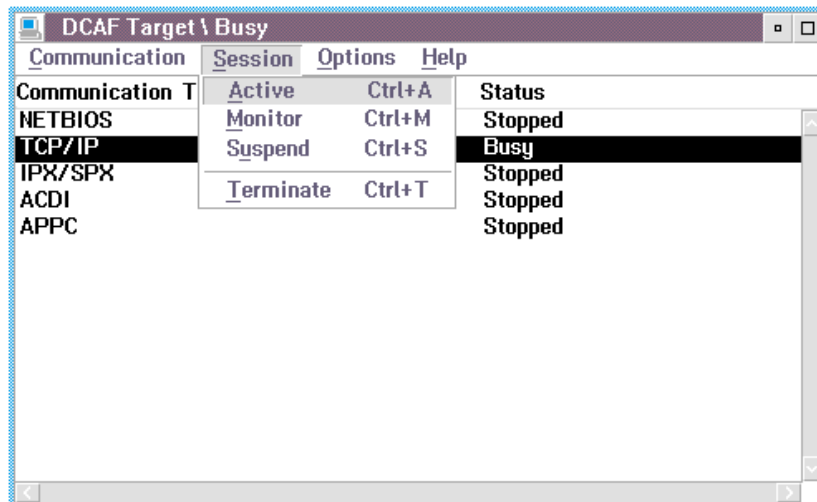 DCAF Target \ Busy
Communication Session Options Help
Communication T Active Ctrl+A Status
NETBIOS Monitor Ctrl+M Stopped
TCP/IP Suspend Ctrl+S Busy
IPX/SPX Stopped
ACDI Terminate Ctrl+T Stopped
APPC Stopped